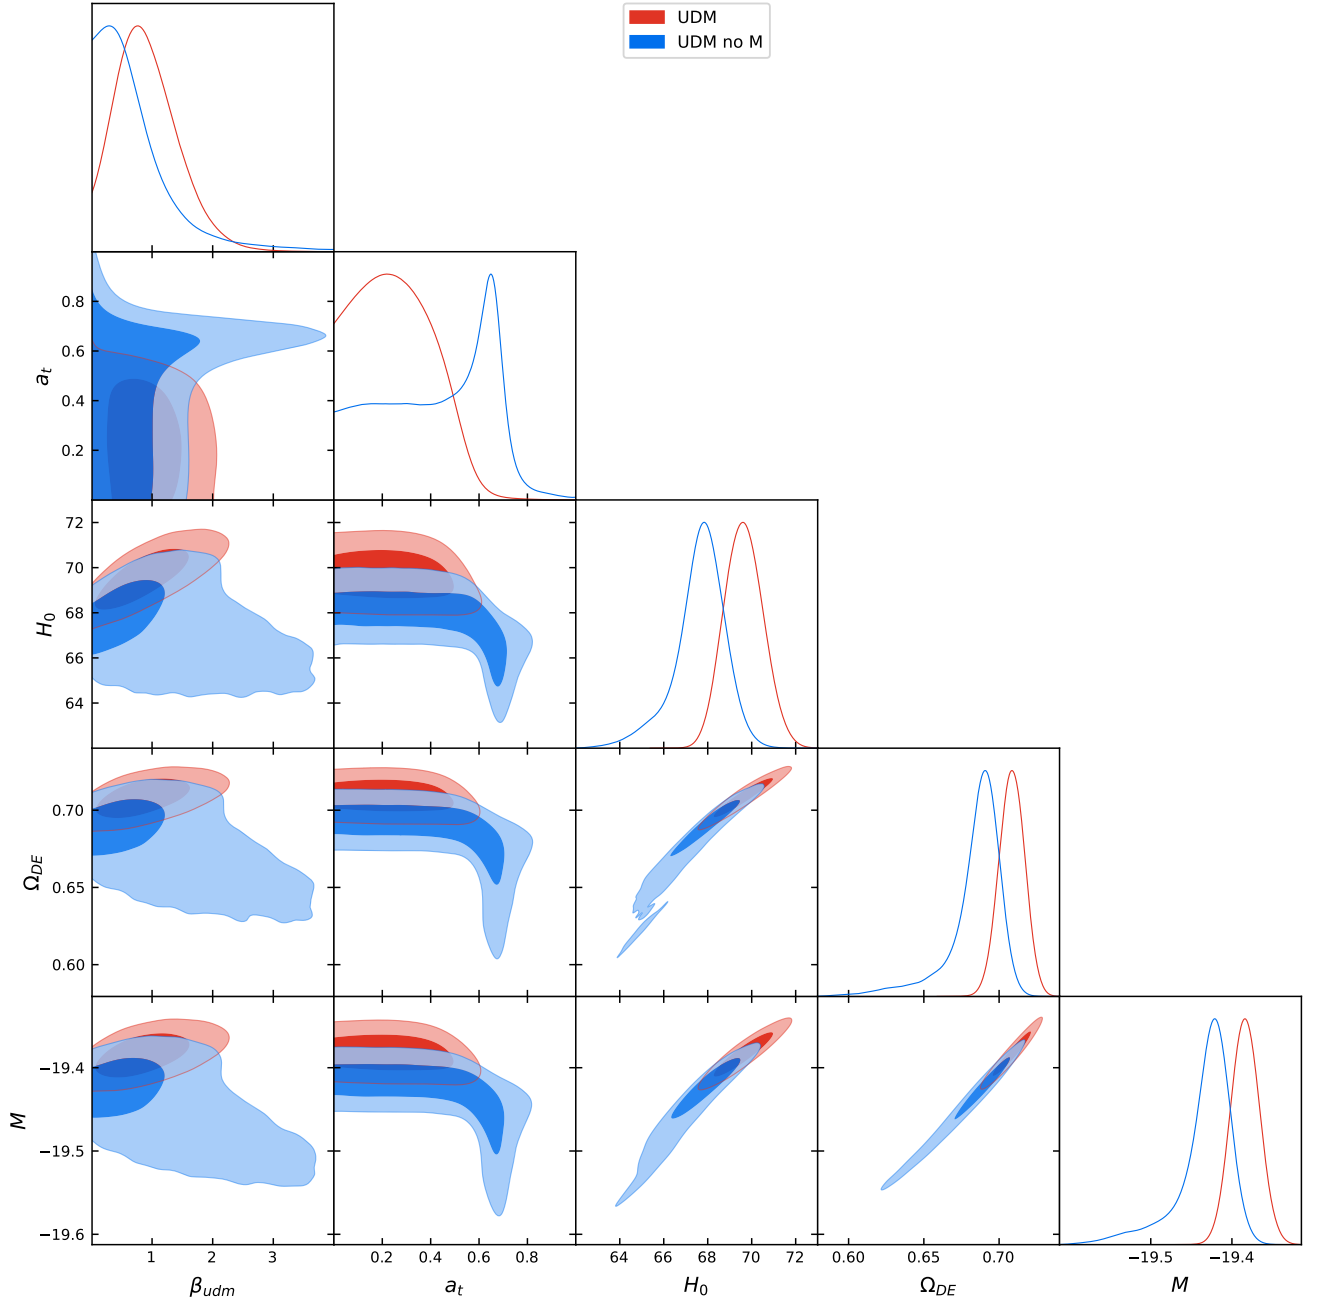 UDM
UDM no M
0.8
0.6
0.4
0.2
a_t
72
70
68
66
64
H_0
0.70
0.65
0.60
Ω_DE
−19.4
−19.5
−19.6
M
1 2 3
0.2 0.4 0.6 0.8
64 66 68 70 72
0.60 0.65 0.70
−19.5 −19.4
β_udm
a_t
H_0
Ω_DE
M